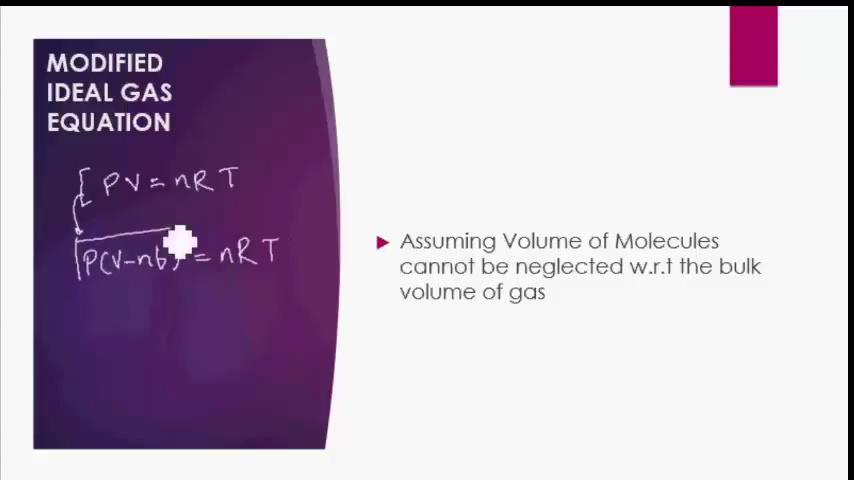 MODIFIED
IDEAL GAS
EQUATION
PV = nRT
P(V-nb) = nRT
Assuming Volume of Molecules
cannot be neglected w.r.t the bulk
volume of gas